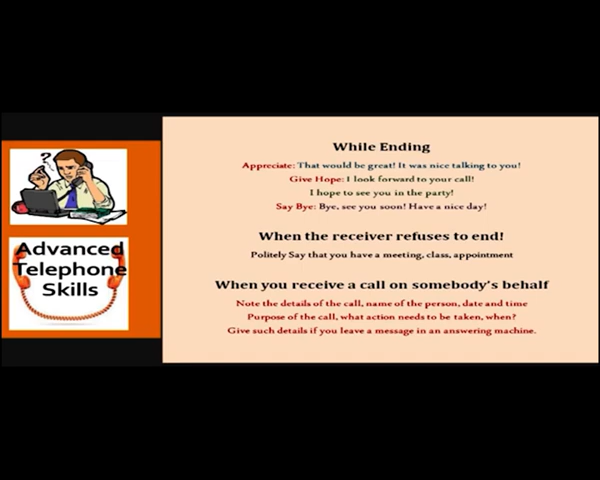 ?
Advanced
Telephone
Skills
While Ending
Appreciate: That would be great! It was nice talking to you!
Give Hope: I look forward to your call!
I hope to see you in the party!
Say Bye: Bye, see you soon! Have a nice day!
When the receiver refuses to end!
Politely Say that you have a meeting, class, appointment
When you receive a call on somebody's behalf
Note the details of the call, name of the person, date and time
Purpose of the call, what action needs to be taken, when?
Give such details if you leave a message in an answering machine.